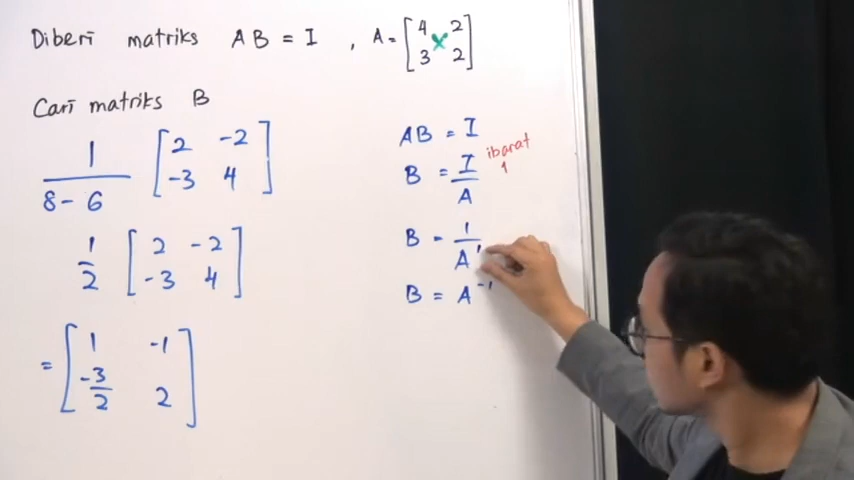 Diberi matriks AB = I , A = [4 2
3 2]
Cari matriks B
1
8 - 6
[2 -2
-3 4]
1
2
[2 -2
-3 4]
= [1 -1
-3
2
2]
AB = I
B = I
A
ibarat
1
B = 1
A¹
B = A⁻¹